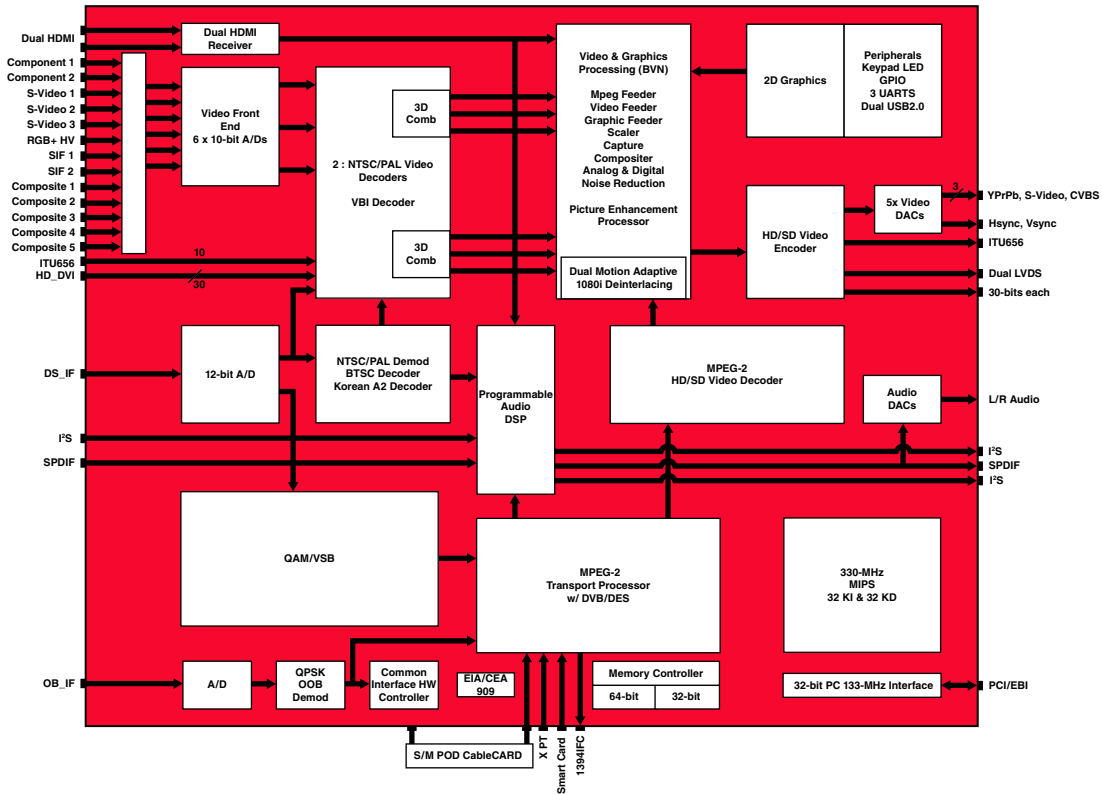 Dual HDMI
Component 1
Component 2
S-Video 1
S-Video 2
S-Video 3
RGB+ HV
SIF 1
SIF 2
Composite 1
Composite 2
Composite 3
Composite 4
Composite 5
ITU656
HD_DVI
10
30
DS_IF
I²S
SPDIF
OB_IF
Dual HDMI
Receiver
Video Front
End
6 x 10-bit A/Ds
2 : NTSC/PAL Video
Decoders
VBI Decoder
3D
Comb
3D
Comb
Video & Graphics
Processing (BVN)
Mpeg Feeder
Video Feeder
Graphic Feeder
Scaler
Capture
Compositer
Analog & Digital
Noise Reduction
Picture Enhancement
Processor
Dual Motion Adaptive
1080i Deinterlacing
2D Graphics
Peripherals
Keypad LED
GPIO
3 UARTS
Dual USB2.0
HD/SD Video
Encoder
5x Video
DACs
3
YPrPb, S-Video, CVBS
Hsync, Vsync
ITU656
Dual LVDS
30-bits each
12-bit A/D
NTSC/PAL Demod
BTSC Decoder
Korean A2 Decoder
Programmable
Audio
DSP
MPEG-2
HD/SD Video Decoder
Audio
DACs
L/R Audio
I²S
SPDIF
I²S
QAM/VSB
MPEG-2
Transport Processor
w/ DVB/DES
330-MHz
MIPS
32 KI & 32 KD
A/D
QPSK
OOB
Demod
Common
Interface HW
Controller
EIA/CEA
909
Memory Controller
64-bit
32-bit
32-bit PC 133-MHz Interface
PCI/EBI
S/M POD CableCARD
X PT
Smart Card
1394IFC